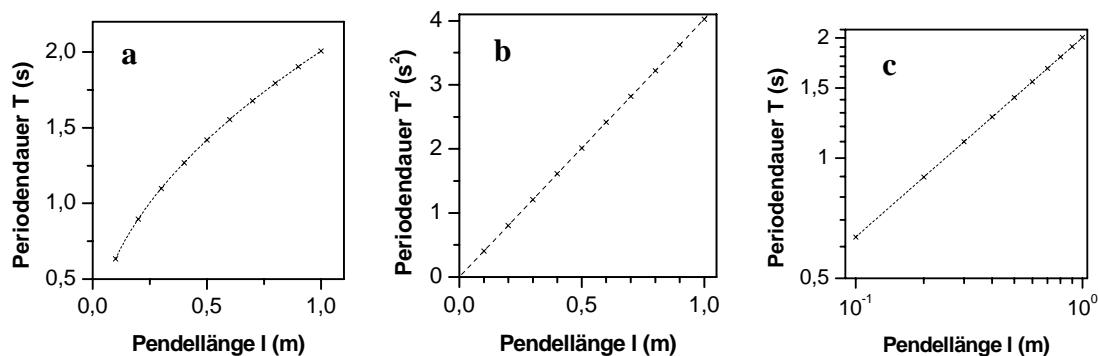 a
Periodendauer T (s)
2,0
1,5
1,0
0,5
0,0
0,5
1,0
Pendellänge l (m)
b
Periodendauer T² (s²)
4
3
2
1
0
0,0
0,5
1,0
Pendellänge l (m)
c
Periodendauer T (s)
2
1,5
1
0,5
10⁻¹
10⁰
Pendellänge l (m)